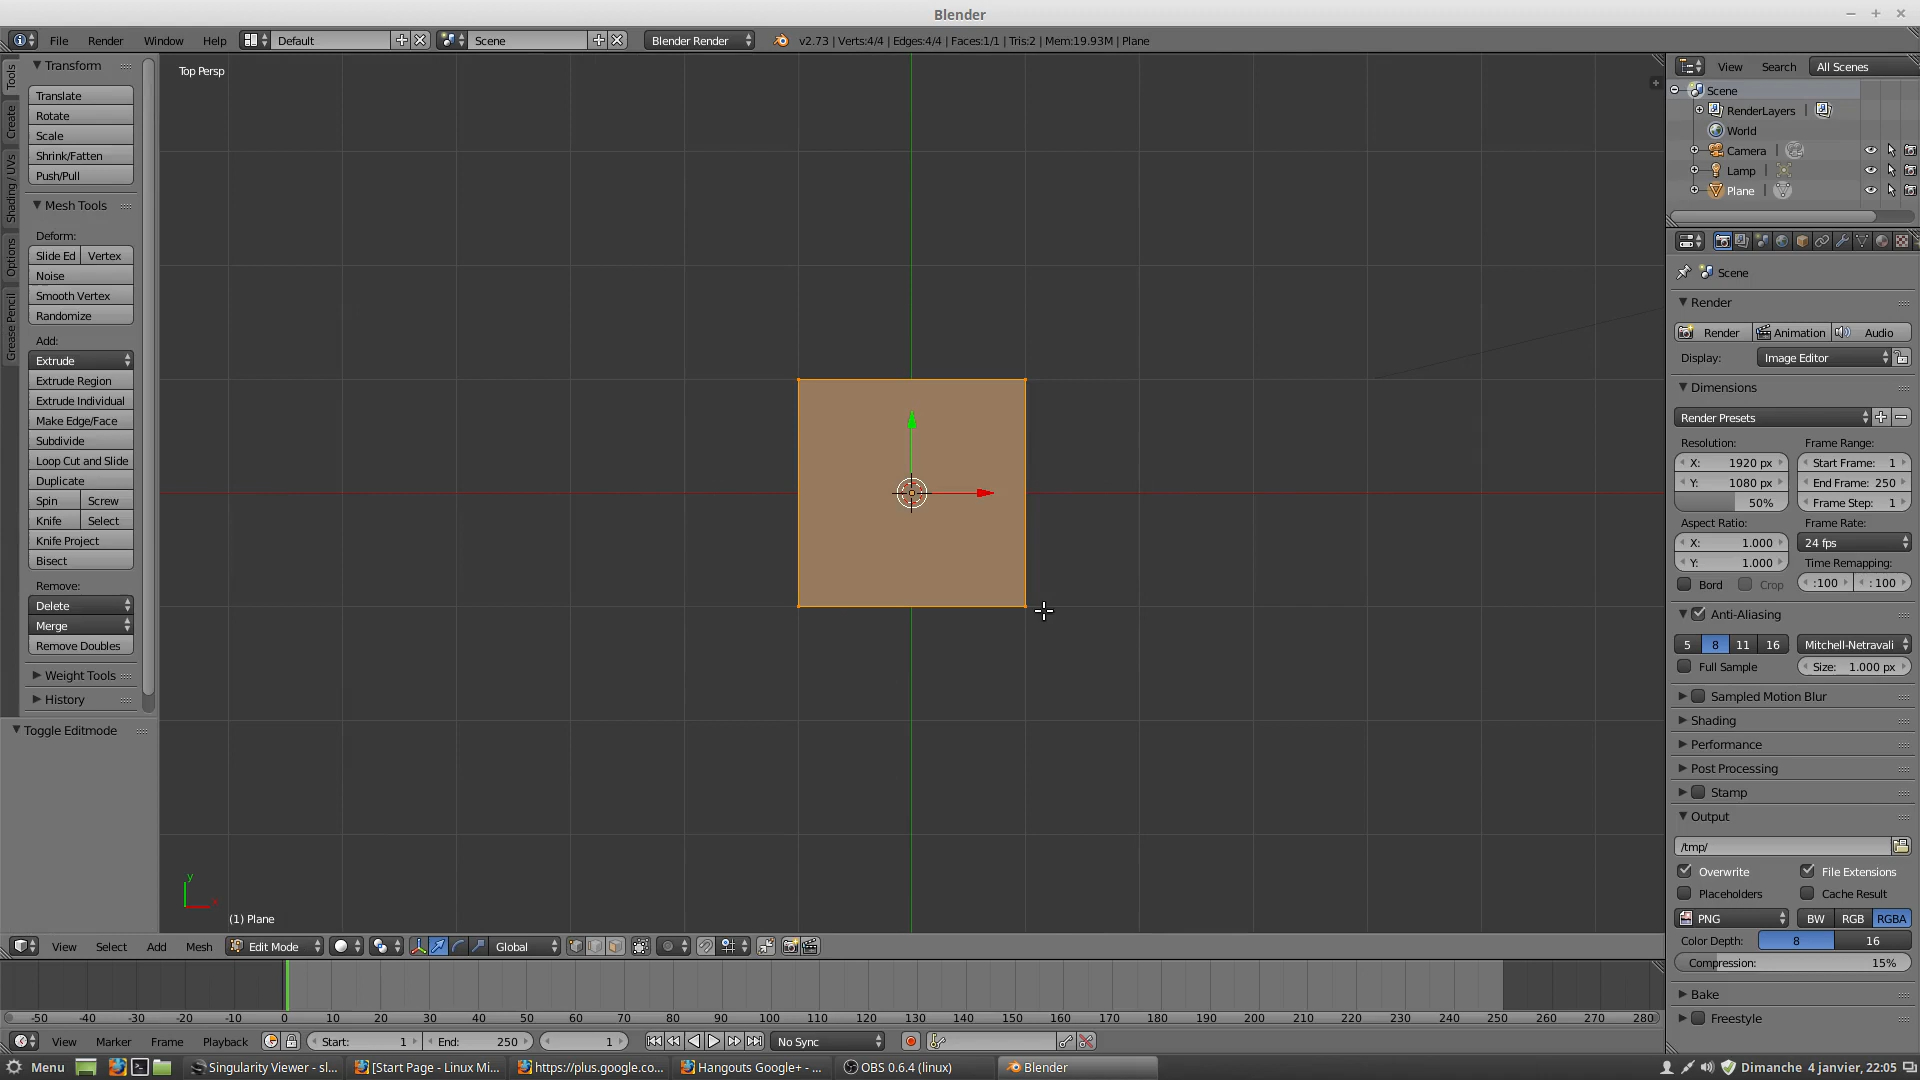 Blender
File Render Window Help Default Scene Blender Render v2.73 | Verts:4/4 | Edges:4/4 | Faces:1/1 | Tris:2 | Mem:19.93M | Plane
Tools
Create
Shading / UVs
Options
Grease Pencil
Transform
Translate
Rotate
Scale
Shrink/Fatten
Push/Pull
Mesh Tools
Deform:
Slide Ed Vertex
Noise
Smooth Vertex
Randomize
Add:
Extrude
Extrude Region
Extrude Individual
Make Edge/Face
Subdivide
Loop Cut and Slide
Duplicate
Spin Screw
Knife Select
Knife Project
Bisect
Remove:
Delete
Merge
Remove Doubles
Weight Tools
History
Toggle Editmode
Top Persp
y
(1) Plane
View Search All Scenes
Scene
RenderLayers |
World
Camera |
Lamp |
Plane |
Scene
Render
Render Animation Audio
Display: Image Editor
Dimensions
Render Presets
Resolution: Frame Range:
X: 1920 px Start Frame: 1
Y: 1080 px End Frame: 250
50% Frame Step: 1
Aspect Ratio: Frame Rate:
X: 1.000 24 fps
Y: 1.000 Time Remapping:
Bord Crop :100 : 100
Anti-Aliasing
5 8 11 16 Mitchell-Netravali
Full Sample Size: 1.000 px
Sampled Motion Blur
Shading
Performance
Post Processing
Stamp
Output
/tmp/
Overwrite File Extensions
Placeholders Cache Result
PNG BW RGB RGBA
Color Depth: 8 16
Compression: 15%
Bake
Freestyle
View Select Add Mesh Edit Mode Global
-50 -40 -30 -20 -10 0 10 20 30 40 50 60 70 80 90 100 110 120 130 140 150 160 170 180 190 200 210 220 230 240 250 260 270 280
View Marker Frame Playback Start: 1 End: 250 1 No Sync
Menu Singularity Viewer - sl... [Start Page - Linux Mi... https://plus.google.co... Hangouts Google+ - ... OBS 0.6.4 (linux) Blender Dimanche 4 janvier, 22:05